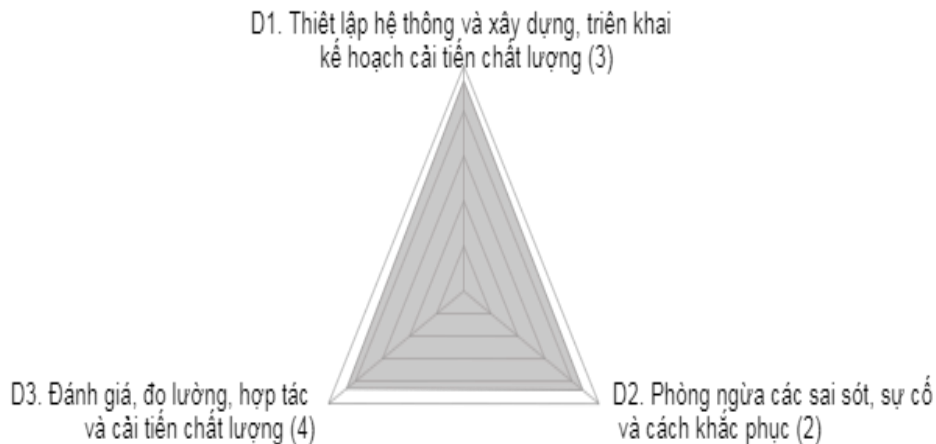 D1. Thiêt lập hệ thông và xây dựng, triên khai
kế hoạch cải tiến chất lượng (3)
D3. Đánh giá, đo lường, hợp tác
và cải tiến chất lượng (4)
D2. Phòng ngừa các sai sót, sự cố
và cách khắc phục (2)